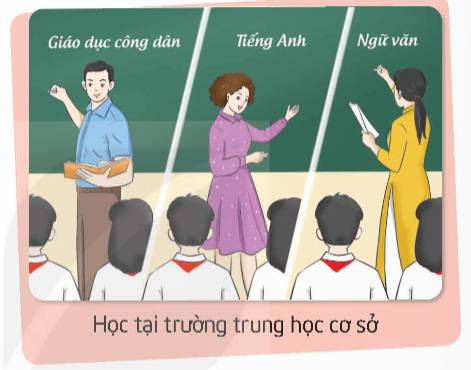 Giáo dục công dân
Tiếng Anh
Ngữ văn
Học tại trường trung học cơ sở